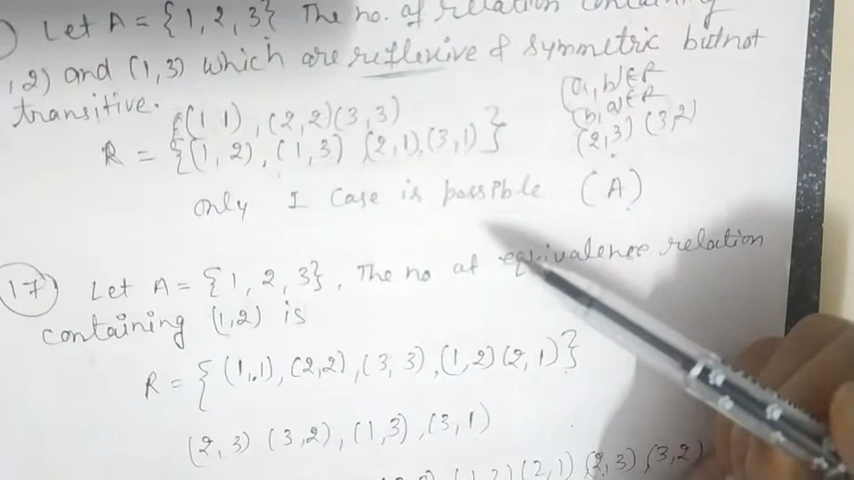 Let A = {1, 2, 3} The no. of relation containing
,2) and (1,3) which are reflexive & symmetric but not
transitive.
{(1 1), (2,2)(3,3)
R = {(1, 2), (1,3) (2,1),(3,1)}
(a,b)∈R
(b,a)∈R
(2,3) (3,2)
only 1 case is possible (A)
17) Let A = {1, 2, 3}, The no of equivalence relation
containing (1,2) is
R = {(1,1), (2,2), (3,3), (1,2) (2,1)}
(2,3) (3,2), (1,3), (3,1)
(1,2) (2,1) (2,3) (3,2)